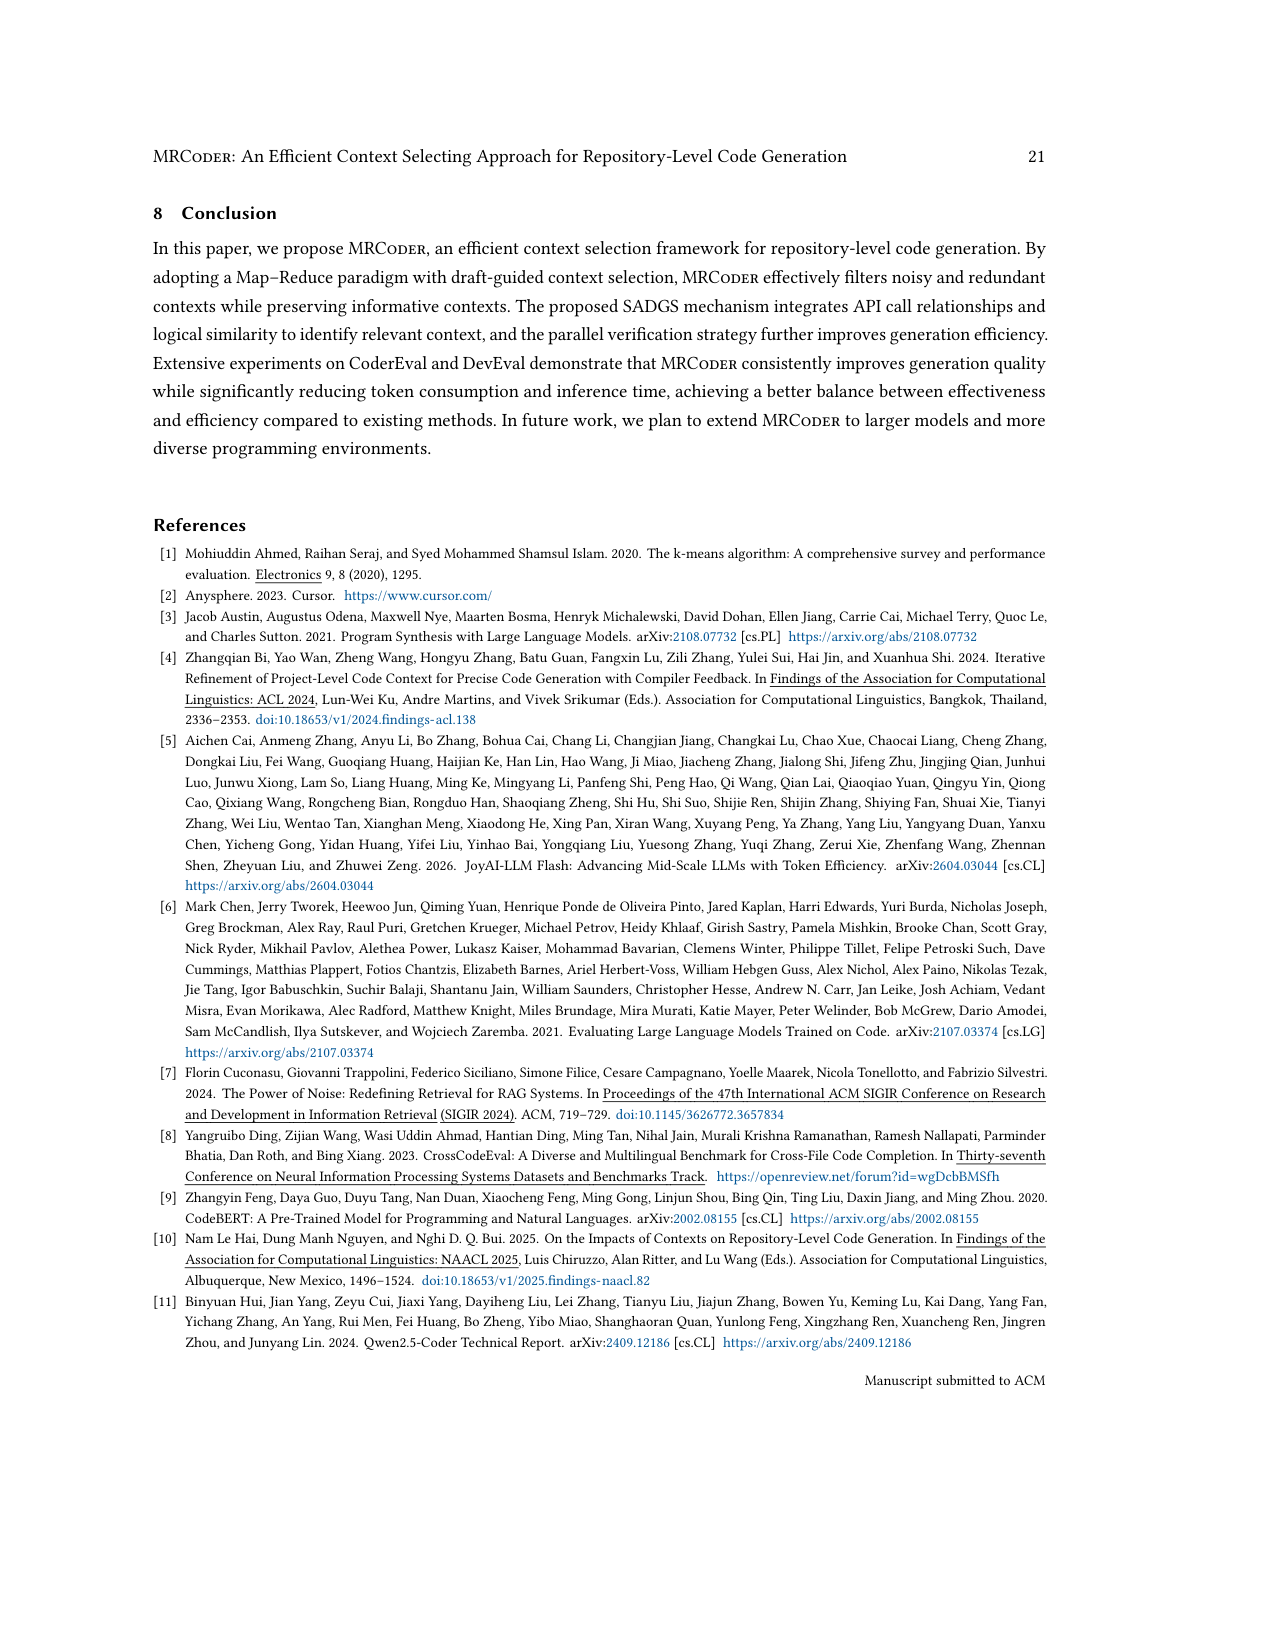 MRCODER: An Efficient Context Selecting Approach for Repository-Level Code Generation 21
8 Conclusion
In this paper, we propose MRCODER, an efficient context selection framework for repository-level code generation. By
adopting a Map–Reduce paradigm with draft-guided context selection, MRCODER effectively filters noisy and redundant
contexts while preserving informative contexts. The proposed SADGS mechanism integrates API call relationships and
logical similarity to identify relevant context, and the parallel verification strategy further improves generation efficiency.
Extensive experiments on CoderEval and DevEval demonstrate that MRCODER consistently improves generation quality
while significantly reducing token consumption and inference time, achieving a better balance between effectiveness
and efficiency compared to existing methods. In future work, we plan to extend MRCODER to larger models and more
diverse programming environments.
References
[1] Mohiuddin Ahmed, Raihan Seraj, and Syed Mohammed Shamsul Islam. 2020. The k-means algorithm: A comprehensive survey and performance
evaluation. Electronics 9, 8 (2020), 1295.
[2] Anysphere. 2023. Cursor. https://www.cursor.com/
[3] Jacob Austin, Augustus Odena, Maxwell Nye, Maarten Bosma, Henryk Michalewski, David Dohan, Ellen Jiang, Carrie Cai, Michael Terry, Quoc Le,
and Charles Sutton. 2021. Program Synthesis with Large Language Models. arXiv:2108.07732 [cs.PL] https://arxiv.org/abs/2108.07732
[4] Zhangqian Bi, Yao Wan, Zheng Wang, Hongyu Zhang, Batu Guan, Fangxin Lu, Zili Zhang, Yulei Sui, Hai Jin, and Xuanhua Shi. 2024. Iterative
Refinement of Project-Level Code Context for Precise Code Generation with Compiler Feedback. In Findings of the Association for Computational
Linguistics: ACL 2024, Lun-Wei Ku, Andre Martins, and Vivek Srikumar (Eds.). Association for Computational Linguistics, Bangkok, Thailand,
2336–2353. doi:10.18653/v1/2024.findings-acl.138
[5] Aichen Cai, Anmeng Zhang, Anyu Li, Bo Zhang, Bohua Cai, Chang Li, Changjian Jiang, Changkai Lu, Chao Xue, Chaocai Liang, Cheng Zhang,
Dongkai Liu, Fei Wang, Guoqiang Huang, Haijian Ke, Han Lin, Hao Wang, Ji Miao, Jiacheng Zhang, Jialong Shi, Jifeng Zhu, Jingjing Qian, Junhui
Luo, Junwu Xiong, Lam So, Liang Huang, Ming Ke, Mingyang Li, Panfeng Shi, Peng Hao, Qi Wang, Qian Lai, Qiaoqiao Yuan, Qingyu Yin, Qiong
Cao, Qixiang Wang, Rongcheng Bian, Rongduo Han, Shaoqiang Zheng, Shi Hu, Shi Suo, Shijie Ren, Shijin Zhang, Shiying Fan, Shuai Xie, Tianyi
Zhang, Wei Liu, Wentao Tan, Xianghan Meng, Xiaodong He, Xing Pan, Xiran Wang, Xuyang Peng, Ya Zhang, Yang Liu, Yangyang Duan, Yanxu
Chen, Yicheng Gong, Yidan Huang, Yifei Liu, Yinhao Bai, Yongqiang Liu, Yuesong Zhang, Yuqi Zhang, Zerui Xie, Zhenfang Wang, Zhennan
Shen, Zheyuan Liu, and Zhuwei Zeng. 2026. JoyAI-LLM Flash: Advancing Mid-Scale LLMs with Token Efficiency. arXiv:2604.03044 [cs.CL]
https://arxiv.org/abs/2604.03044
[6] Mark Chen, Jerry Tworek, Heewoo Jun, Qiming Yuan, Henrique Ponde de Oliveira Pinto, Jared Kaplan, Harri Edwards, Yuri Burda, Nicholas Joseph,
Greg Brockman, Alex Ray, Raul Puri, Gretchen Krueger, Michael Petrov, Heidy Khlaaf, Girish Sastry, Pamela Mishkin, Brooke Chan, Scott Gray,
Nick Ryder, Mikhail Pavlov, Alethea Power, Lukasz Kaiser, Mohammad Bavarian, Clemens Winter, Philippe Tillet, Felipe Petroski Such, Dave
Cummings, Matthias Plappert, Fotios Chantzis, Elizabeth Barnes, Ariel Herbert-Voss, William Hebgen Guss, Alex Nichol, Alex Paino, Nikolas Tezak,
Jie Tang, Igor Babuschkin, Suchir Balaji, Shantanu Jain, William Saunders, Christopher Hesse, Andrew N. Carr, Jan Leike, Josh Achiam, Vedant
Misra, Evan Morikawa, Alec Radford, Matthew Knight, Miles Brundage, Mira Murati, Katie Mayer, Peter Welinder, Bob McGrew, Dario Amodei,
Sam McCandlish, Ilya Sutskever, and Wojciech Zaremba. 2021. Evaluating Large Language Models Trained on Code. arXiv:2107.03374 [cs.LG]
https://arxiv.org/abs/2107.03374
[7] Florin Cuconasu, Giovanni Trappolini, Federico Siciliano, Simone Filice, Cesare Campagnano, Yoelle Maarek, Nicola Tonellotto, and Fabrizio Silvestri.
2024. The Power of Noise: Redefining Retrieval for RAG Systems. In Proceedings of the 47th International ACM SIGIR Conference on Research
and Development in Information Retrieval (SIGIR 2024). ACM, 719–729. doi:10.1145/3626772.3657834
[8] Yangruibo Ding, Zijian Wang, Wasi Uddin Ahmad, Hantian Ding, Ming Tan, Nihal Jain, Murali Krishna Ramanathan, Ramesh Nallapati, Parminder
Bhatia, Dan Roth, and Bing Xiang. 2023. CrossCodeEval: A Diverse and Multilingual Benchmark for Cross-File Code Completion. In Thirty-seventh
Conference on Neural Information Processing Systems Datasets and Benchmarks Track. https://openreview.net/forum?id=wgDcbBMSfh
[9] Zhangyin Feng, Daya Guo, Duyu Tang, Nan Duan, Xiaocheng Feng, Ming Gong, Linjun Shou, Bing Qin, Ting Liu, Daxin Jiang, and Ming Zhou. 2020.
CodeBERT: A Pre-Trained Model for Programming and Natural Languages. arXiv:2002.08155 [cs.CL] https://arxiv.org/abs/2002.08155
[10] Nam Le Hai, Dung Manh Nguyen, and Nghi D. Q. Bui. 2025. On the Impacts of Contexts on Repository-Level Code Generation. In Findings of the
Association for Computational Linguistics: NAACL 2025, Luis Chiruzzo, Alan Ritter, and Lu Wang (Eds.). Association for Computational Linguistics,
Albuquerque, New Mexico, 1496–1524. doi:10.18653/v1/2025.findings-naacl.82
[11] Binyuan Hui, Jian Yang, Zeyu Cui, Jiaxi Yang, Dayiheng Liu, Lei Zhang, Tianyu Liu, Jiajun Zhang, Bowen Yu, Keming Lu, Kai Dang, Yang Fan,
Yichang Zhang, An Yang, Rui Men, Fei Huang, Bo Zheng, Yibo Miao, Shanghaoran Quan, Yunlong Feng, Xingzhang Ren, Xuancheng Ren, Jingren
Zhou, and Junyang Lin. 2024. Qwen2.5-Coder Technical Report. arXiv:2409.12186 [cs.CL] https://arxiv.org/abs/2409.12186
Manuscript submitted to ACM